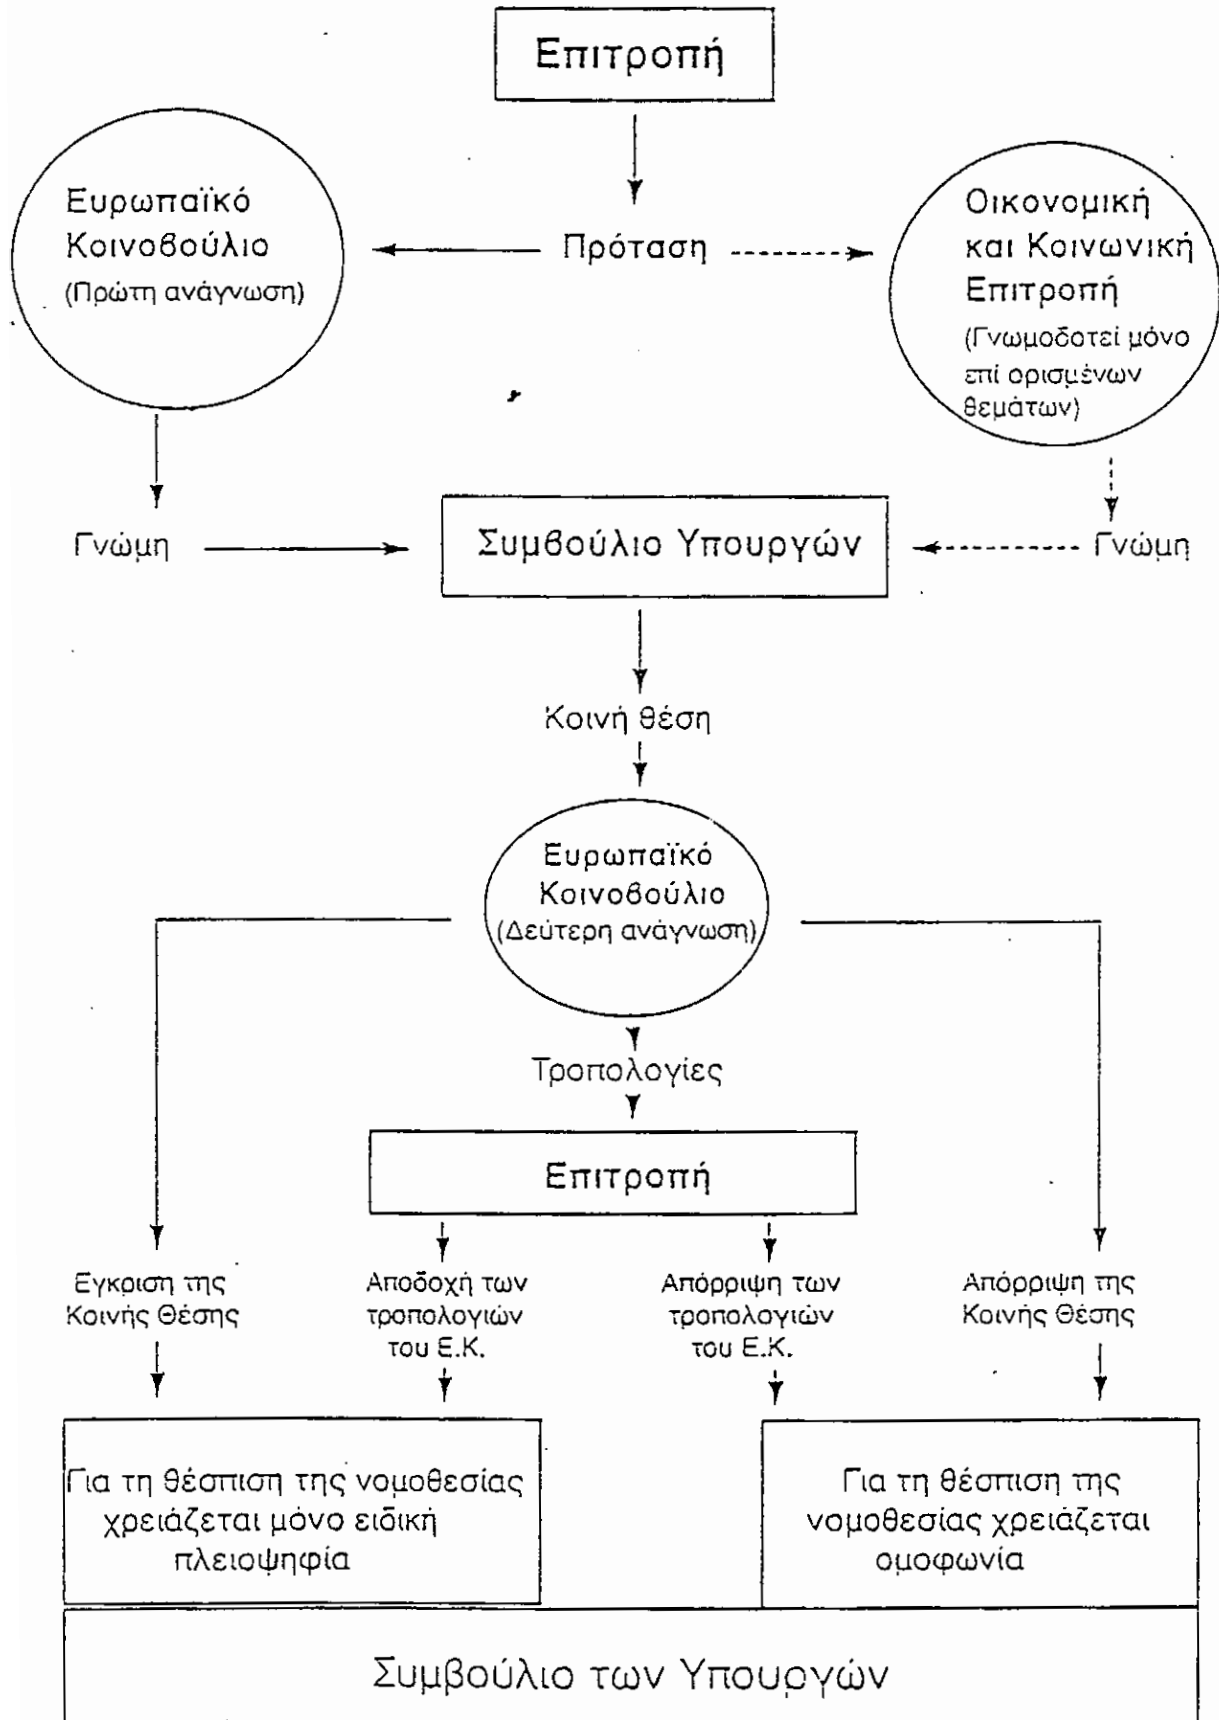 Επιτροπή
Ευρωπαϊκό
Κοινοβούλιο
(Πρώτη ανάγνωση)
Πρόταση
Οικονομική
και Κοινωνική
Επιτροπή
(Γνωμοδοτεί μόνο
επί ορισμένων
θεμάτων)
Γνώμη
Συμβούλιο Υπουργών
Γνώμη
Κοινή θέση
Ευρωπαϊκό
Κοινοβούλιο
(Δεύτερη ανάγνωση)
Τροπολογίες
Επιτροπή
Εγκριση της
Κοινής Θέσης
Αποδοχή των
τροπολογιών
του Ε.Κ.
Απόρριψη των
τροπολογιών
του Ε.Κ.
Απόρριψη της
Κοινής Θέσης
Για τη θέσπιση της νομοθεσίας
χρειάζεται μόνο ειδική
πλειοψηφία
Για τη θέσπιση της
νομοθεσίας χρειάζεται
ομοφωνία
Συμβούλιο των Υπουργών